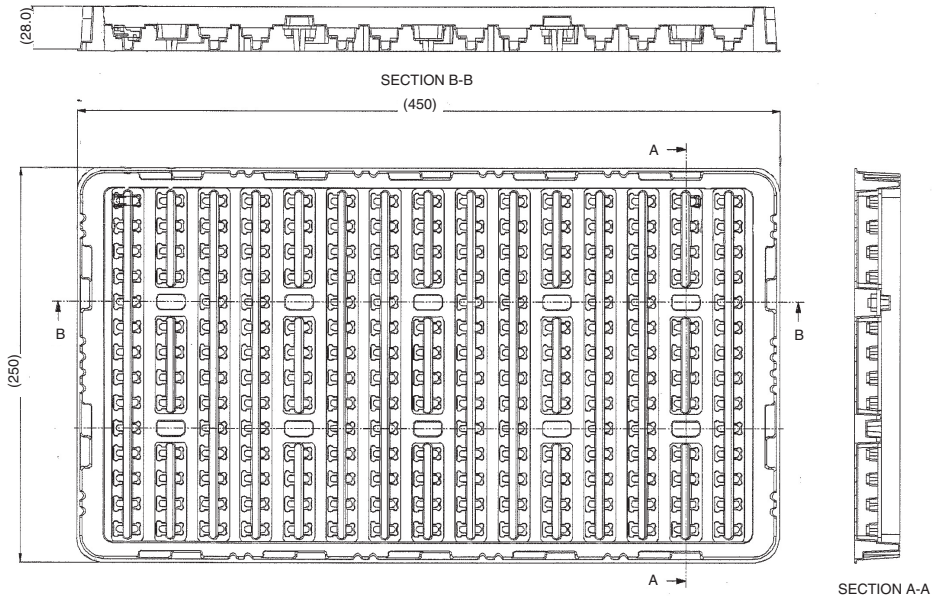 (28.0)
SECTION B-B
(450)
A
B
B
(250)
A
SECTION A-A